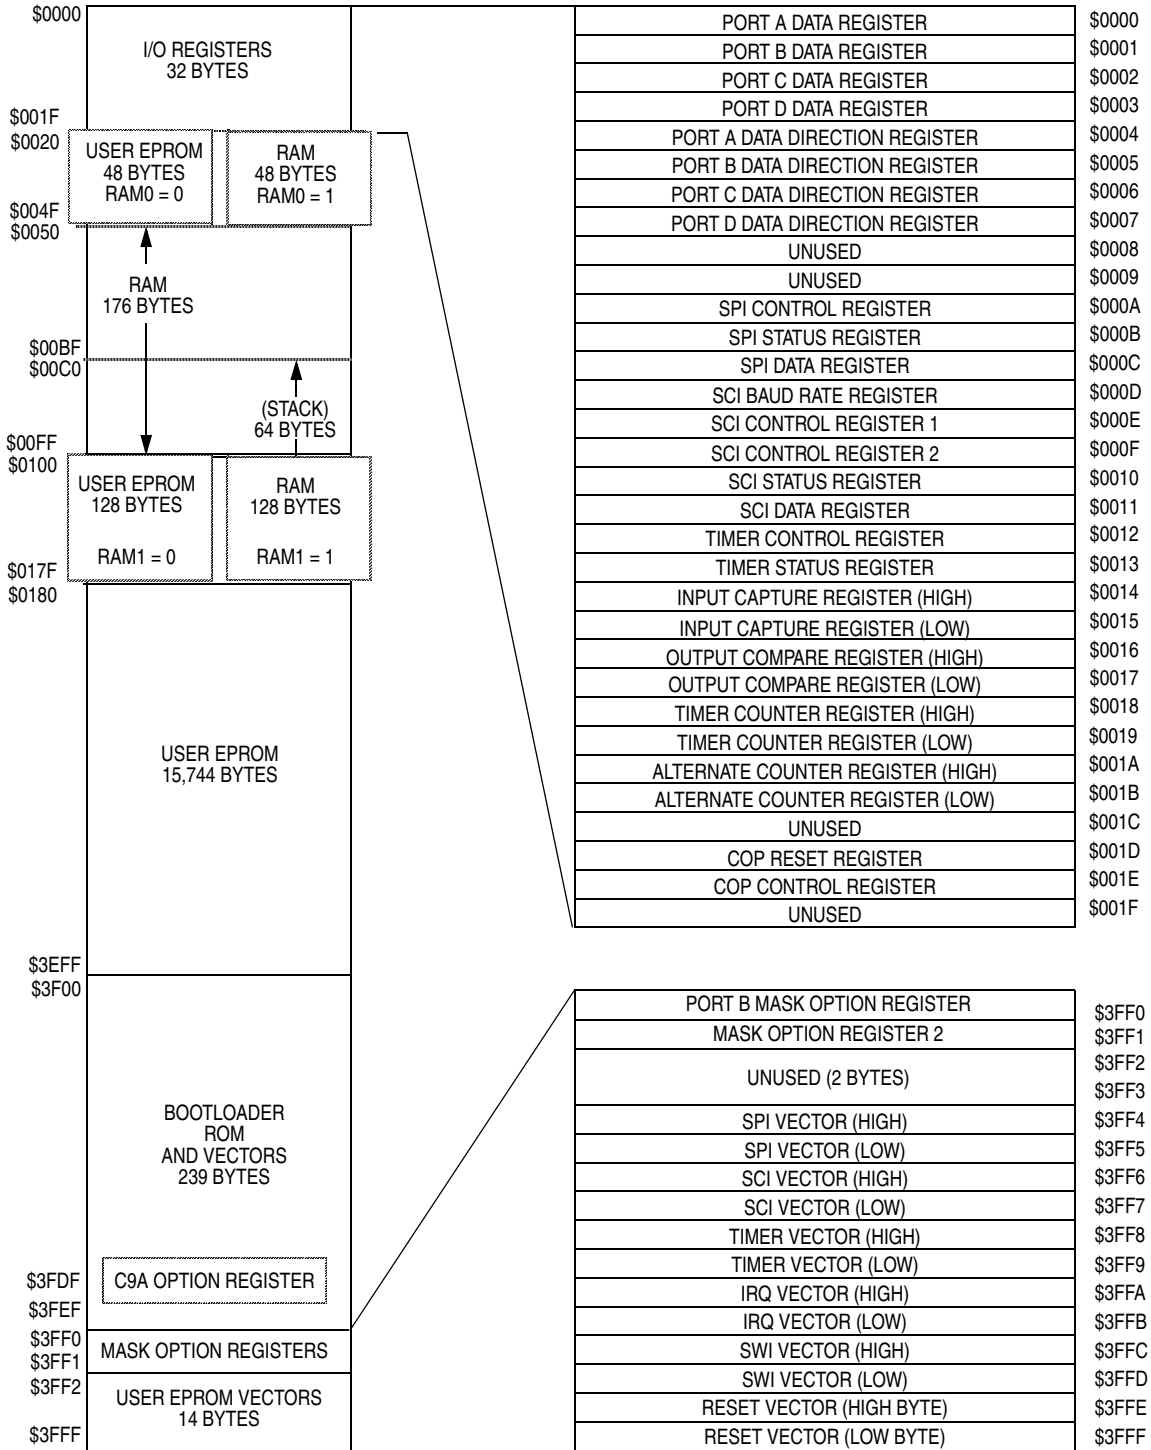 $0000
I/O REGISTERS
32 BYTES
$001F
$0020
USER EPROM
48 BYTES
RAM0 = 0
RAM
48 BYTES
RAM0 = 1
$004F
$0050
RAM
176 BYTES
$00BF
$00C0
(STACK)
64 BYTES
$00FF
$0100
USER EPROM
128 BYTES
RAM1 = 0
RAM
128 BYTES
RAM1 = 1
$017F
$0180
USER EPROM
15,744 BYTES
$3EFF
$3F00
BOOTLOADER
ROM
AND VECTORS
239 BYTES
$3FDF
C9A OPTION REGISTER
$3FEF
$3FF0
MASK OPTION REGISTERS
$3FF1
$3FF2
USER EPROM VECTORS
14 BYTES
$3FFF
PORT A DATA REGISTER $0000
PORT B DATA REGISTER $0001
PORT C DATA REGISTER $0002
PORT D DATA REGISTER $0003
PORT A DATA DIRECTION REGISTER $0004
PORT B DATA DIRECTION REGISTER $0005
PORT C DATA DIRECTION REGISTER $0006
PORT D DATA DIRECTION REGISTER $0007
UNUSED $0008
UNUSED $0009
SPI CONTROL REGISTER $000A
SPI STATUS REGISTER $000B
SPI DATA REGISTER $000C
SCI BAUD RATE REGISTER $000D
SCI CONTROL REGISTER 1 $000E
SCI CONTROL REGISTER 2 $000F
SCI STATUS REGISTER $0010
SCI DATA REGISTER $0011
TIMER CONTROL REGISTER $0012
TIMER STATUS REGISTER $0013
INPUT CAPTURE REGISTER (HIGH) $0014
INPUT CAPTURE REGISTER (LOW) $0015
OUTPUT COMPARE REGISTER (HIGH) $0016
OUTPUT COMPARE REGISTER (LOW) $0017
TIMER COUNTER REGISTER (HIGH) $0018
TIMER COUNTER REGISTER (LOW) $0019
ALTERNATE COUNTER REGISTER (HIGH) $001A
ALTERNATE COUNTER REGISTER (LOW) $001B
UNUSED $001C
COP RESET REGISTER $001D
COP CONTROL REGISTER $001E
UNUSED $001F
PORT B MASK OPTION REGISTER $3FF0
MASK OPTION REGISTER 2 $3FF1
$3FF2
UNUSED (2 BYTES)
$3FF3
SPI VECTOR (HIGH) $3FF4
SPI VECTOR (LOW) $3FF5
SCI VECTOR (HIGH) $3FF6
SCI VECTOR (LOW) $3FF7
TIMER VECTOR (HIGH) $3FF8
TIMER VECTOR (LOW) $3FF9
IRQ VECTOR (HIGH) $3FFA
IRQ VECTOR (LOW) $3FFB
SWI VECTOR (HIGH) $3FFC
SWI VECTOR (LOW) $3FFD
RESET VECTOR (HIGH BYTE) $3FFE
RESET VECTOR (LOW BYTE) $3FFF